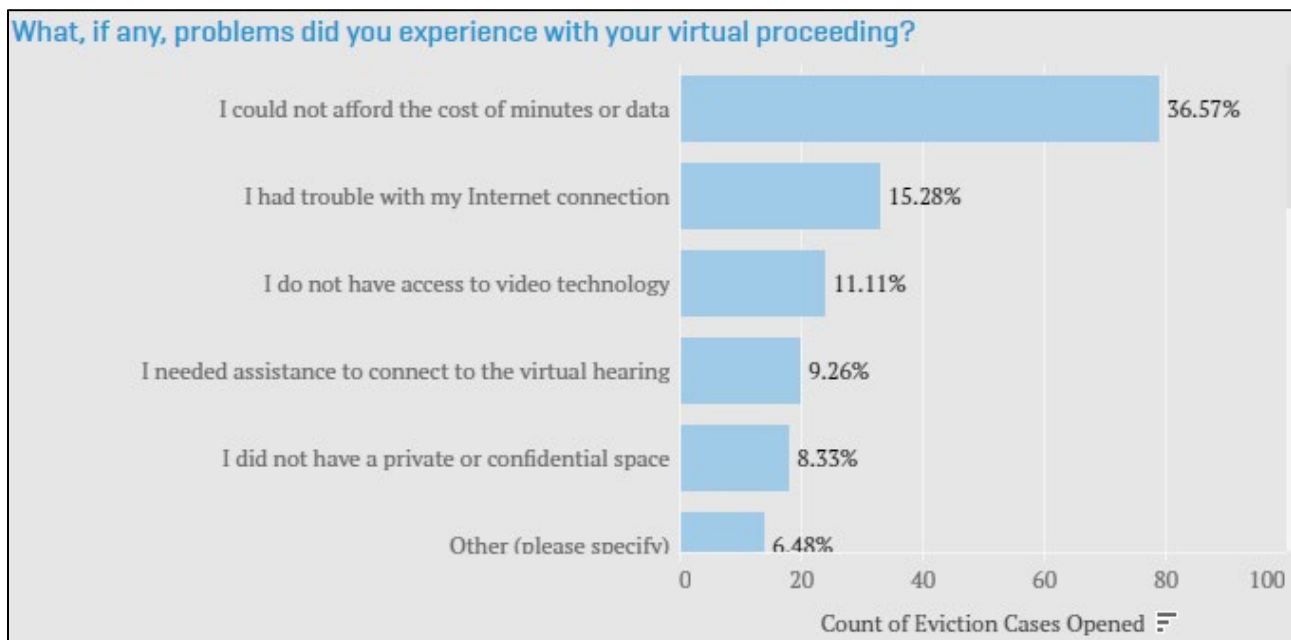 What, if any, problems did you experience with your virtual proceeding?
I could not afford the cost of minutes or data
36.57%
I had trouble with my Internet connection
15.28%
I do not have access to video technology
11.11%
I needed assistance to connect to the virtual hearing
9.26%
I did not have a private or confidential space
8.33%
Other (please specify)
6.48%
0 20 40 60 80 100
Count of Eviction Cases Opened